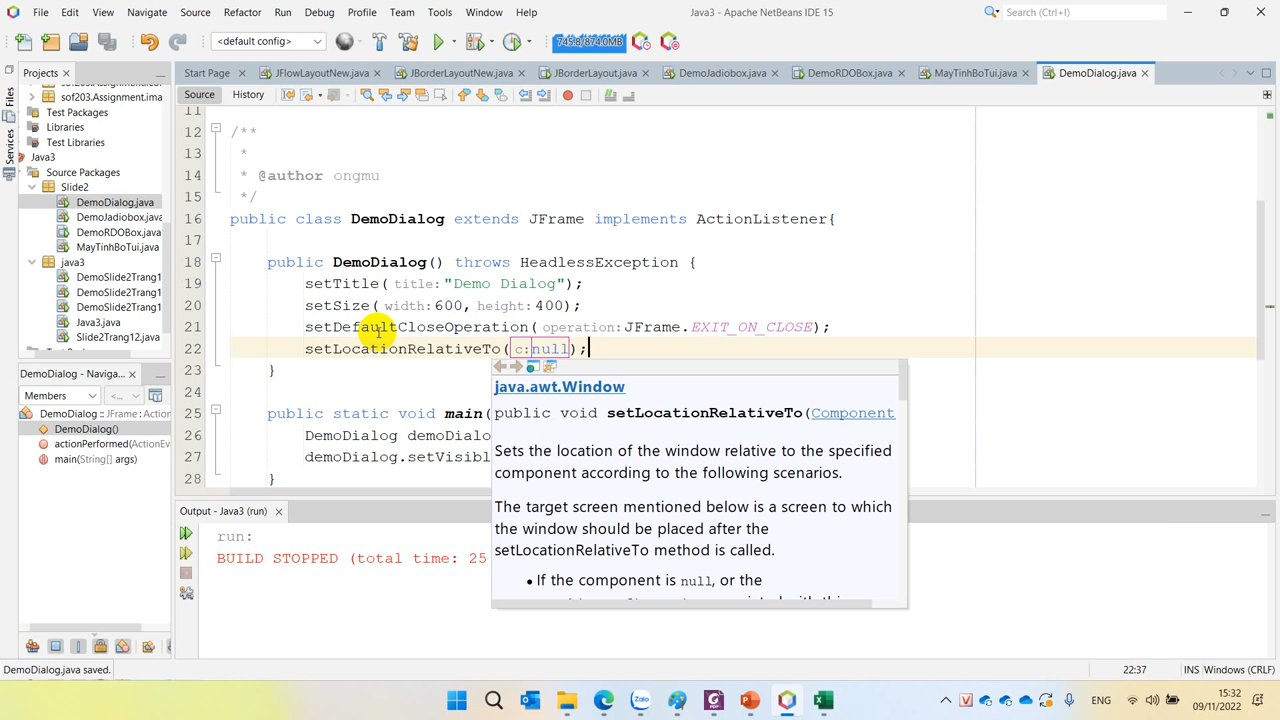 File Edit View Navigate Source Refactor Run Debug Profile Team Tools Window Help
Java3 - Apache NetBeans IDE 15
Search (Ctrl+I)
<default config>
745.8/874.0MB
Projects
Start Page
JFlowLayoutNew.java
JBorderLayoutNew.java
JBorderLayout.java
DemoJadiobox.java
DemoRDOBox.java
MayTinhBoTui.java
DemoDialog.java
Files
Services
sof203.Assignment.ima
Test Packages
Libraries
Test Libraries
Java3
Source Packages
Slide2
DemoDialog.java
DemoJadiobox.java
DemoRDOBox.java
MayTinhBoTui.java
java3
DemoSlide2Trang1
DemoSlide2Trang1
DemoSlide2Trang1
Java3.java
Trang12.java
DemoDialog - Navigator
Members
<...>
DemoDialog :: JFrame : Action
DemoDialog()
actionPerformed(ActionEv
main(String[] args)
Source History
11
12 /**
13 *
14 * @author ongmu
15 */
16 public class DemoDialog extends JFrame implements ActionListener{
17
18 public DemoDialog() throws HeadlessException {
19 setTitle(title:"Demo Dialog");
20 setSize(width:600, height:400);
21 setDefaultCloseOperation(operation:JFrame.EXIT_ON_CLOSE);
22 setLocationRelativeTo(c:null);
23 }
24
25 public static void main(
26 DemoDialog demoDialo
27 demoDialog.setVisibl
28 }
java.awt.Window
public void setLocationRelativeTo(Component
Sets the location of the window relative to the specified
component according to the following scenarios.
The target screen mentioned below is a screen to which
the window should be placed after the
setLocationRelativeTo method is called.
• If the component is null, or the
Output - Java3 (run)
run:
BUILD STOPPED (total time: 25
DemoDialog.java saved.
22:37
INS
Windows (CRLF)
Zalo
ENG
15:32
09/11/2022